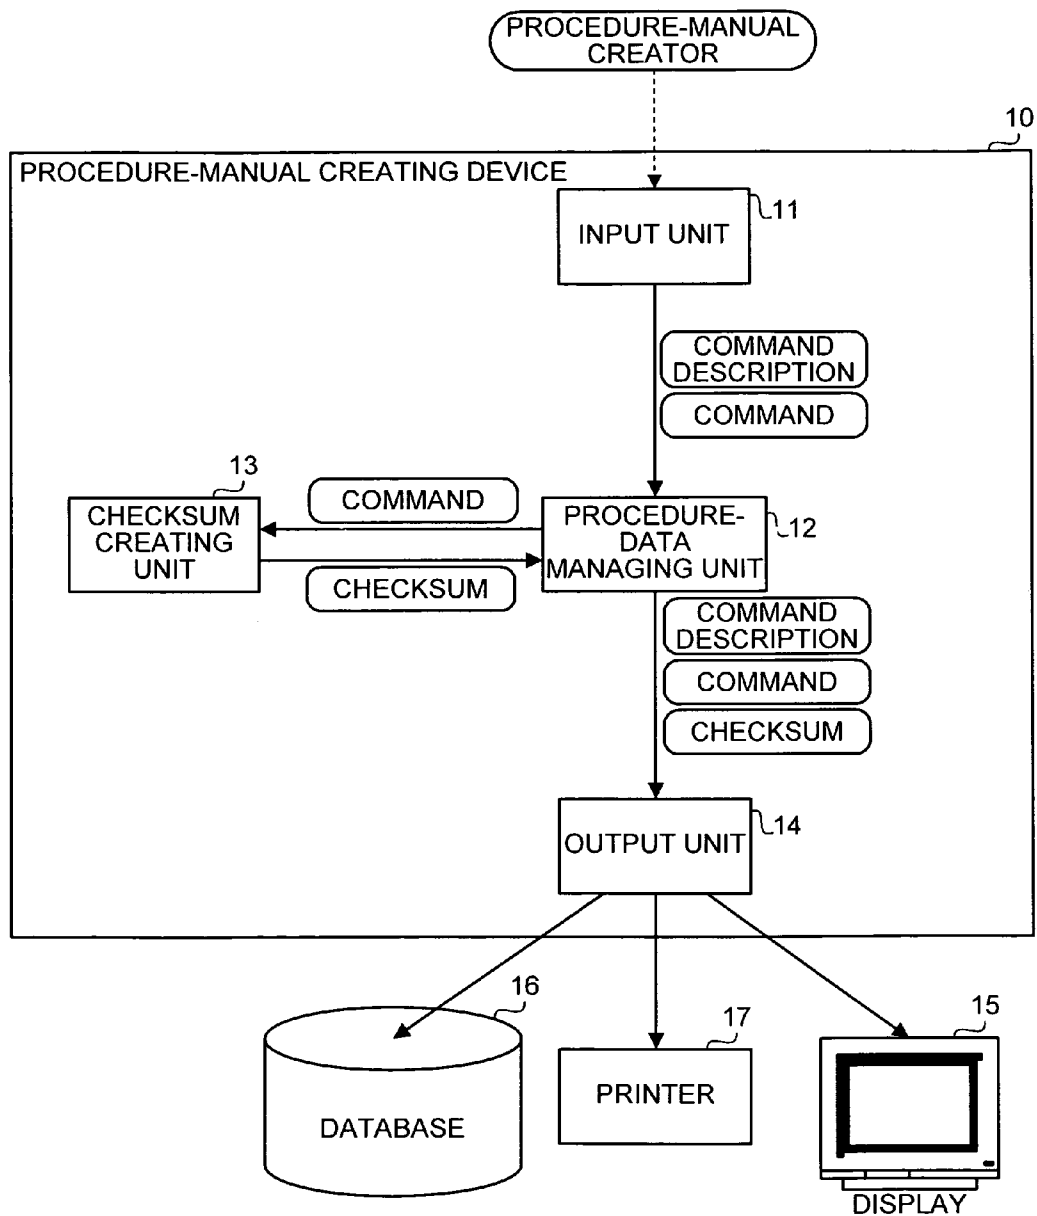 PROCEDURE-MANUAL
CREATOR
10
PROCEDURE-MANUAL CREATING DEVICE
11
INPUT UNIT
COMMAND
DESCRIPTION
COMMAND
13
CHECKSUM
CREATING
UNIT
COMMAND
CHECKSUM
PROCEDURE-
DATA
MANAGING UNIT
12
COMMAND
DESCRIPTION
COMMAND
CHECKSUM
14
OUTPUT UNIT
16
DATABASE
17
PRINTER
15
DISPLAY